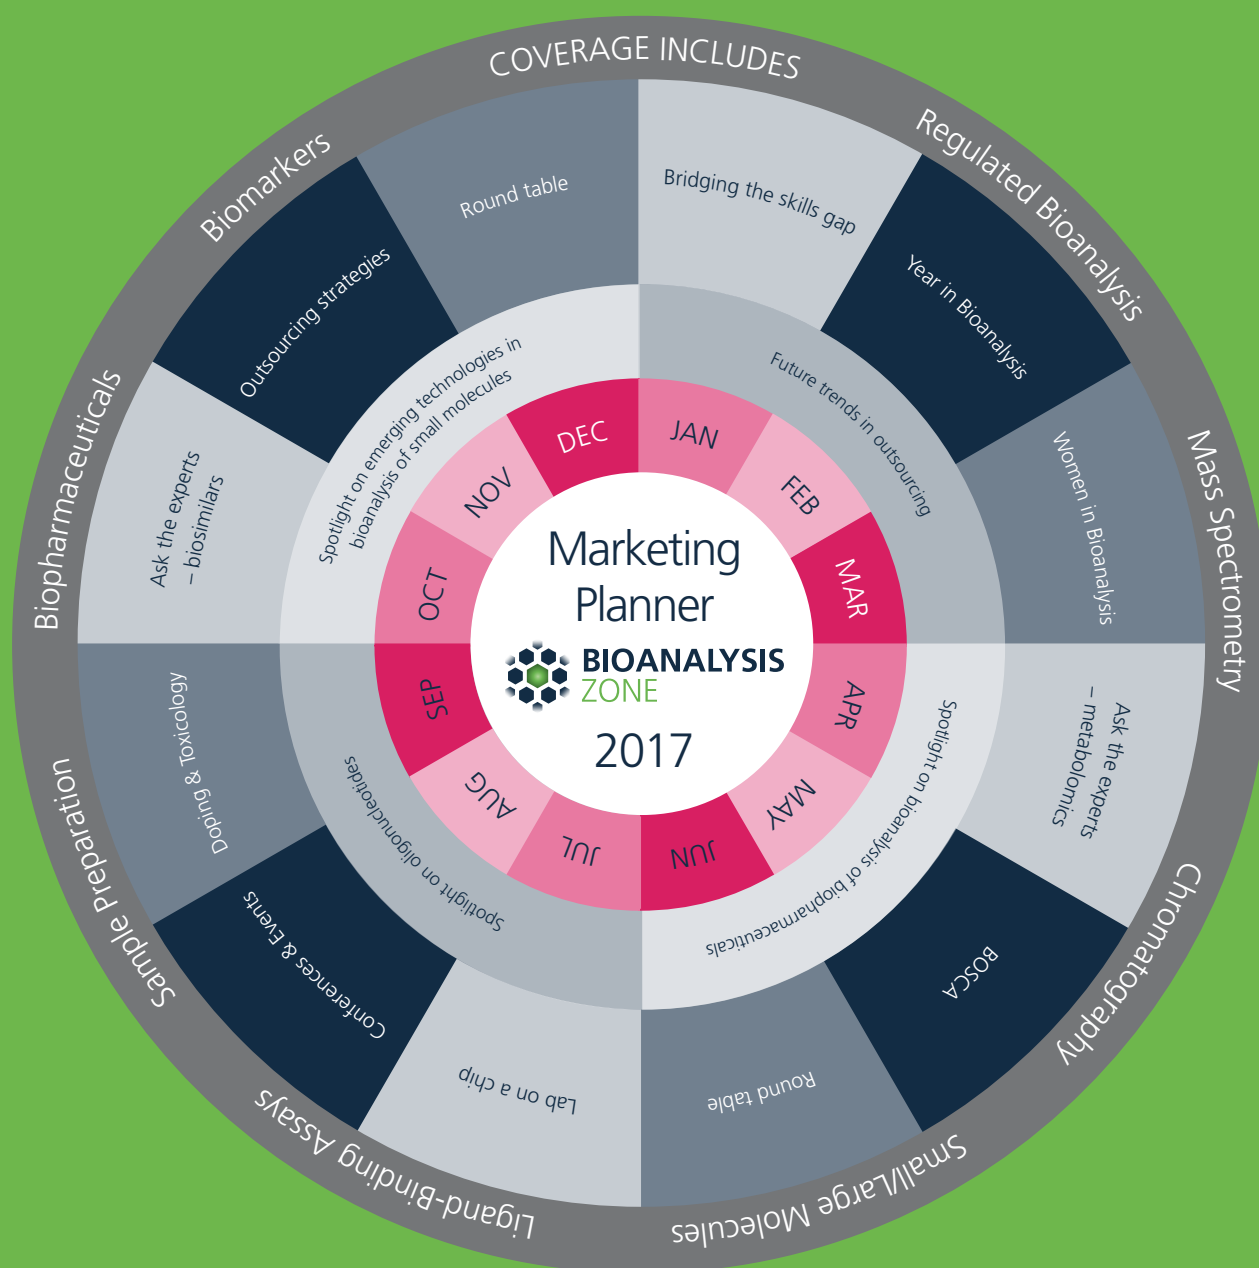 COVERAGE INCLUDES
Regulated Bioanalysis
Mass Spectrometry
Chromatography
Small/Large Molecules
Ligand-Binding Assays
Sample Preparation
Biopharmaceuticals
Biomarkers
Bridging the skills gap
Year in Bioanalysis
Women in Bioanalysis
Ask the experts
– metabolomics
BOSCA
Round table
Lab on a chip
Conferences & Events
Doping & Toxicology
Ask the experts
– biosimilars
Outsourcing strategies
Round table
Future trends in outsourcing
Spotlight on bioanalysis of biopharmaceuticals
Spotlight on oligonucleotides
Spotlight on emerging technologies in
bioanalysis of small molecules
JAN
FEB
MAR
APR
MAY
JUN
JUL
AUG
SEP
OCT
NOV
DEC
Marketing
Planner
BIOANALYSIS
ZONE
2017